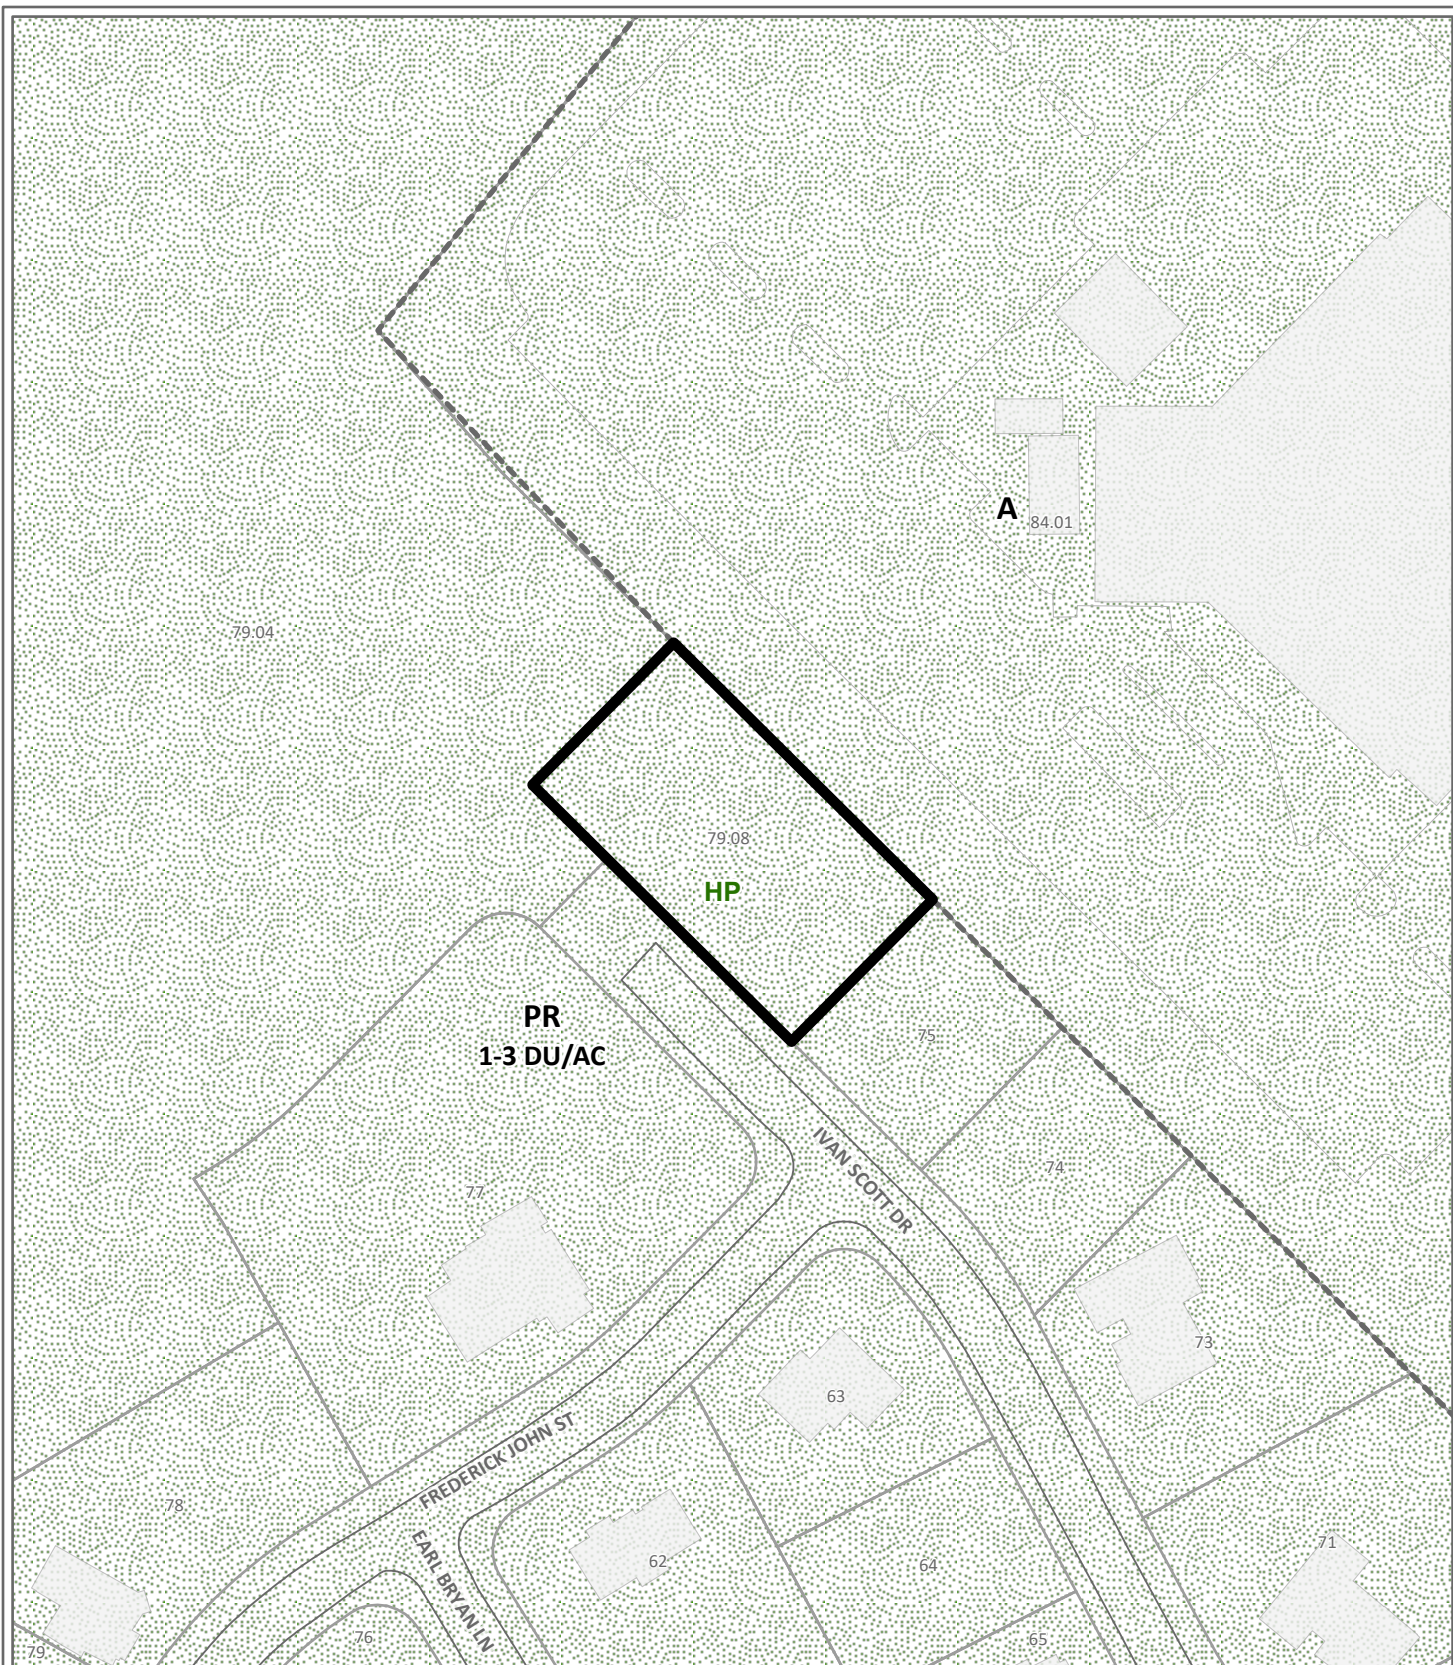 A
84.01
79.04
79.08
HP
PR
1-3 DU/AC
75
IVAN SCOTT DR
74
77
73
63
FREDERICK JOHN ST
78
EARL BRYAN LN
62
64
71
76
65
79